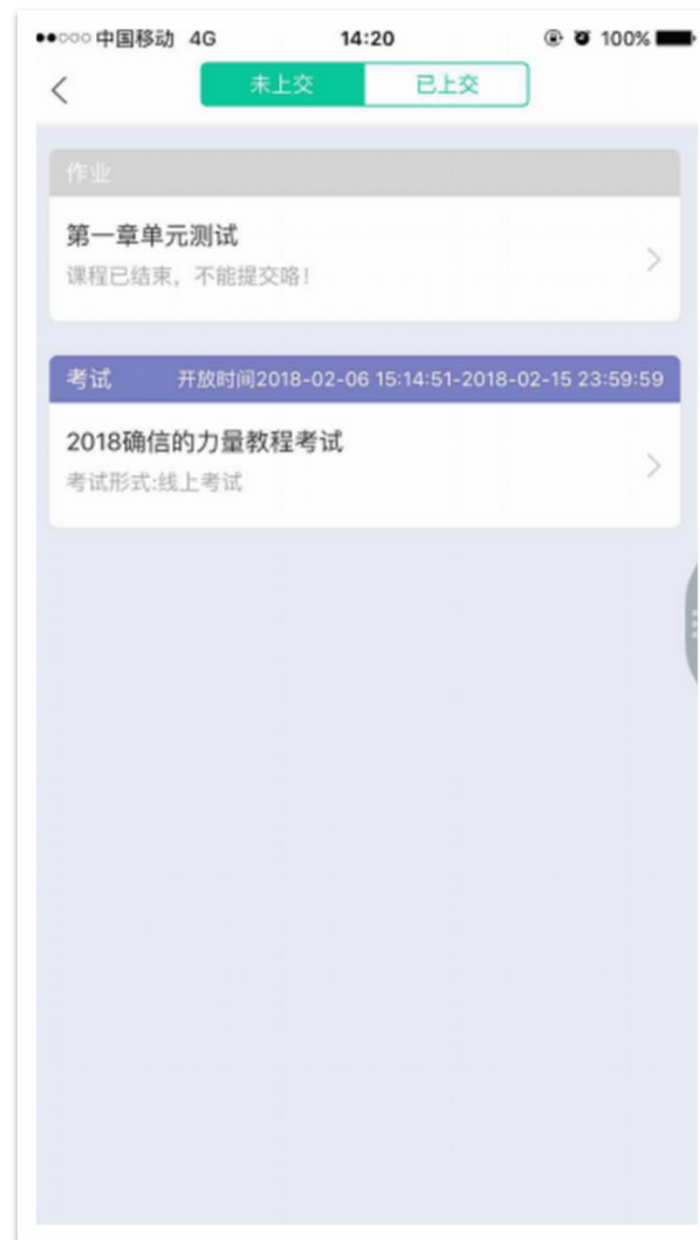 中国移动 4G 14:20 100%
未上交 已上交
作业
第一章单元测试
课程已结束，不能提交咯！
考试 开放时间2018-02-06 15:14:51-2018-02-15 23:59:59
2018确信的力量教程考试
考试形式:线上考试